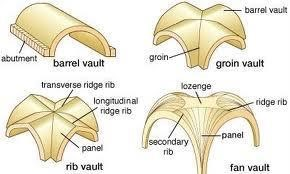 barrel vault
abutment
barrel vault
groin
groin vault
transverse ridge rib
longitudinal
ridge rib
panel
rib vault
lozenge
ridge rib
panel
secondary
rib
fan vault